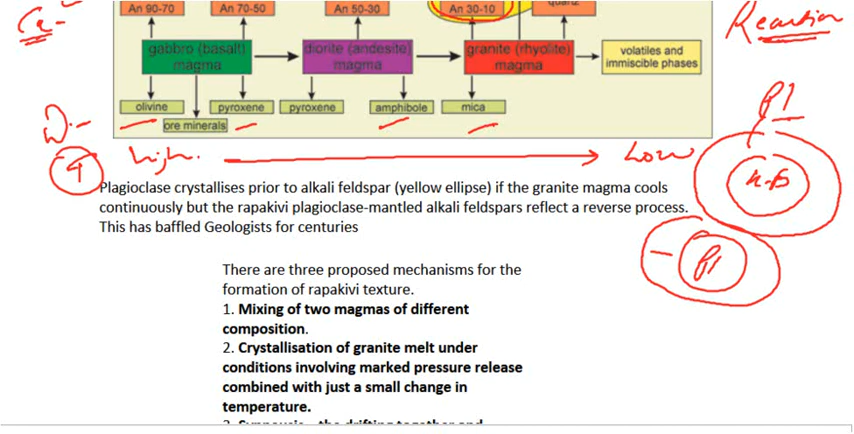 Ca-
An 90-70 An 70-50 An 50-30 An 30-10 quartz
Reaction
gabbro (basalt) magma
diorite (andesite) magma
granite (rhyolite) magma
volatiles and immiscible phases
olivine pyroxene pyroxene amphibole mica
ore minerals
D.-
Pl
T high. Low
K-f
Plagioclase crystallises prior to alkali feldspar (yellow ellipse) if the granite magma cools
continuously but the rapakivi plagioclase-mantled alkali feldspars reflect a reverse process.
This has baffled Geologists for centuries
Pl
There are three proposed mechanisms for the
formation of rapakivi texture.
1. Mixing of two magmas of different
composition.
2. Crystallisation of granite melt under
conditions involving marked pressure release
combined with just a small change in
temperature.